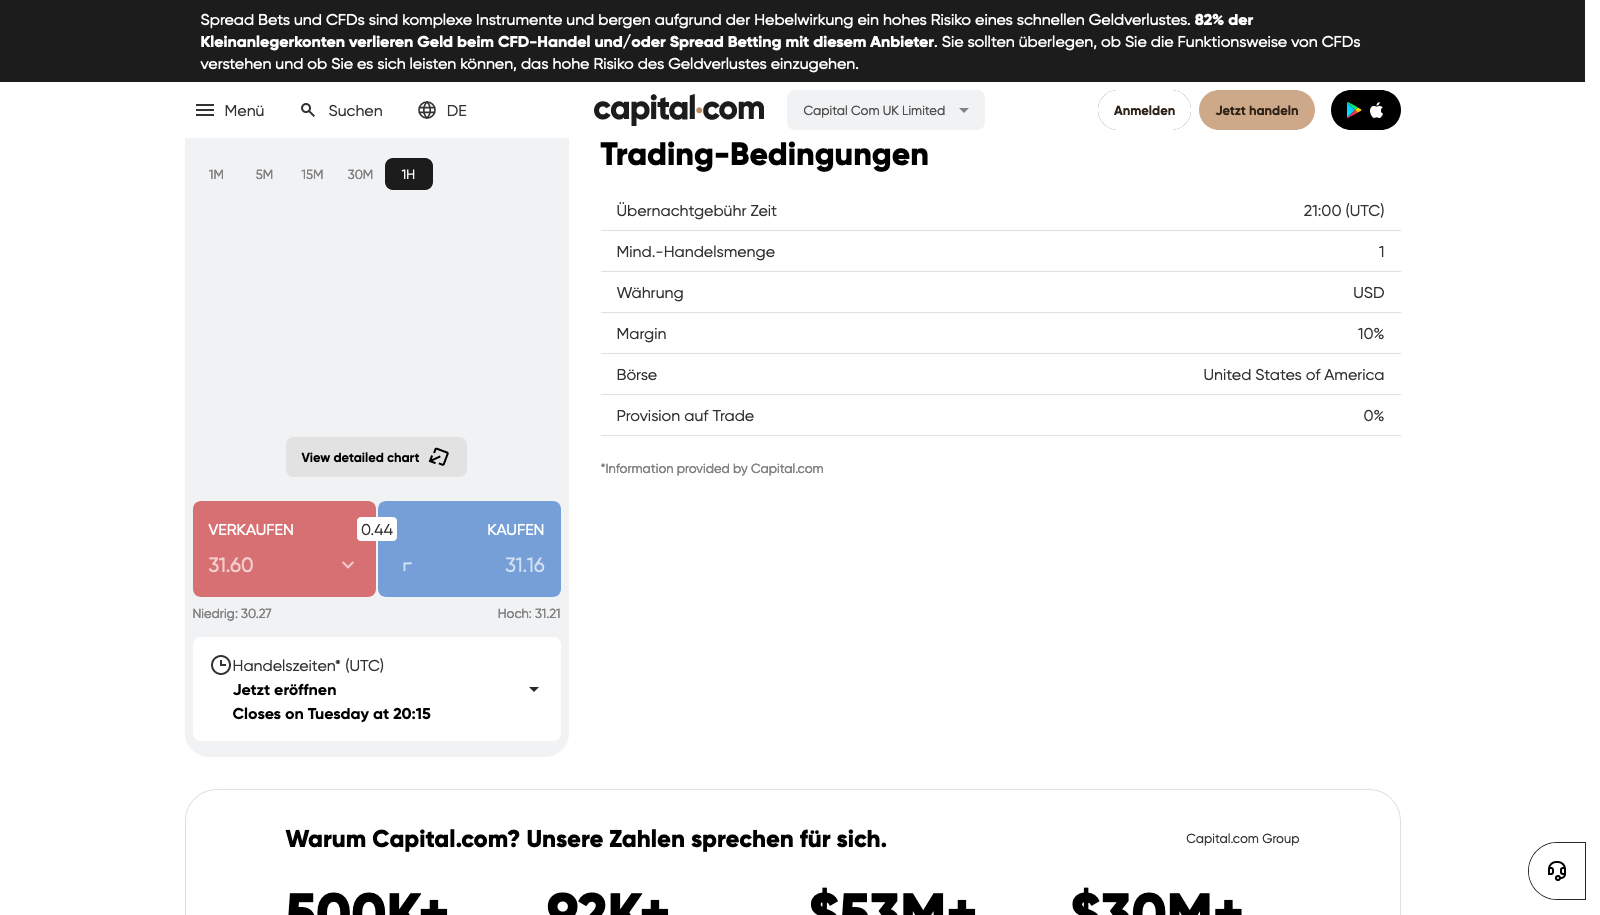 Spread Bets und CFDs sind komplexe Instrumente und bergen aufgrund der Hebelwirkung ein hohes Risiko eines schnellen Geldverlustes. 82% der
Kleinanlegerkonten verlieren Geld beim CFD-Handel und/oder Spread Betting mit diesem Anbieter. Sie sollten überlegen, ob Sie die Funktionsweise von CFDs
verstehen und ob Sie es sich leisten können, das hohe Risiko des Geldverlustes einzugehen.
Menü
Suchen
DE
capital.com
Capital Com UK Limited
Anmelden
Jetzt handeln
1M 5M 15M 30M 1H
View detailed chart
VERKAUFEN 0.44 KAUFEN
31.60 31.16
Niedrig: 30.27 Hoch: 31.21
Handelszeiten* (UTC)
Jetzt eröffnen
Closes on Tuesday at 20:15
Trading-Bedingungen
Übernachtgebühr Zeit 21:00 (UTC)
Mind.-Handelsmenge 1
Währung USD
Margin 10%
Börse United States of America
Provision auf Trade 0%
*Information provided by Capital.com
Warum Capital.com? Unsere Zahlen sprechen für sich.
Capital.com Group
500K+ 92K+ $53M+ $30M+